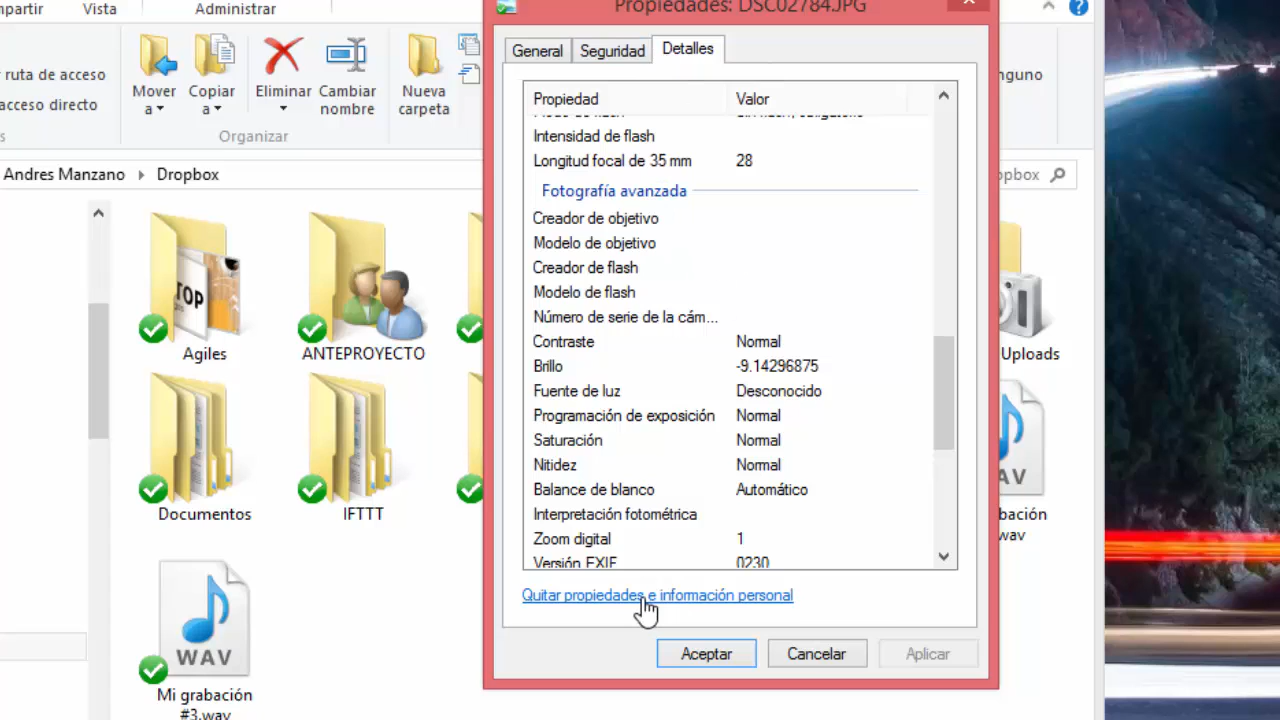 mpartir
Vista
Administrar
Propiedades: DSC02784.JPG
r ruta de acceso
acceso directo
Mover
a
Copiar
a
Eliminar
Cambiar
nombre
Nueva
carpeta
Organizar
nguno
Andres Manzano
Dropbox
opbox
General
Seguridad
Detalles
Propiedad
Valor
Intensidad de flash
Longitud focal de 35 mm
28
Fotografía avanzada
Creador de objetivo
Modelo de objetivo
Creador de flash
Modelo de flash
Número de serie de la cám...
Contraste
Normal
Brillo
-9.14296875
Fuente de luz
Desconocido
Programación de exposición
Normal
Saturación
Normal
Nitidez
Normal
Balance de blanco
Automático
Interpretación fotométrica
Zoom digital
1
Versión EXIF
0230
Quitar propiedades e información personal
Aceptar
Cancelar
Aplicar
TOP
Agiles
ANTEPROYECTO
Uploads
Documentos
IFTTT
AV
bación
wav
WAV
Mi grabación
#3.wav